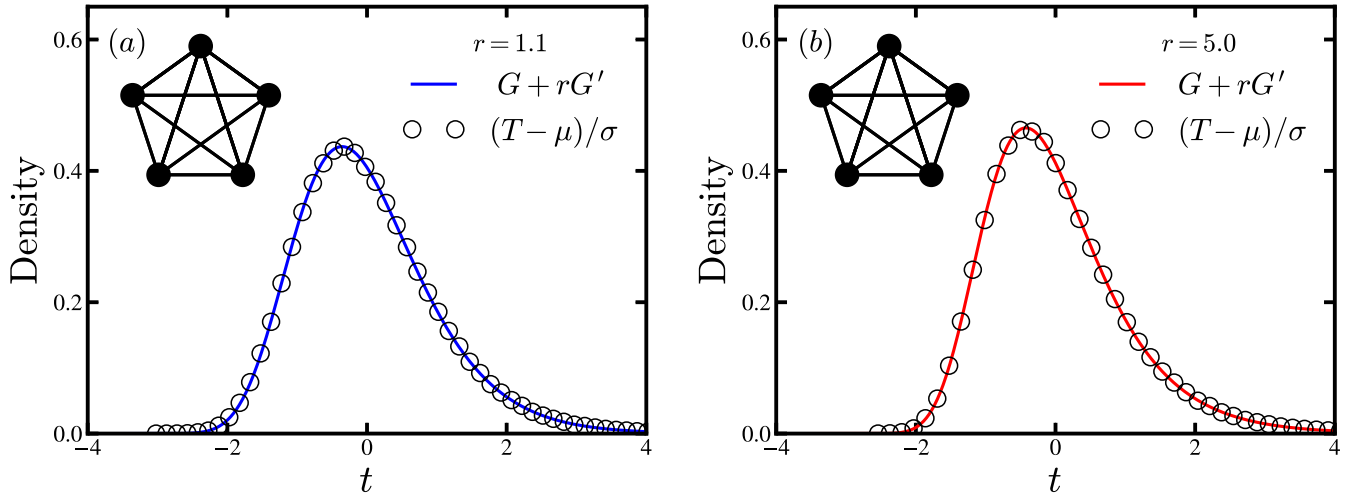 (a)
r = 1.1
G + rG′
(T − μ)/σ
Density
0.6
0.4
0.2
0.0
−4
−2
0
2
4
t
(b)
r = 5.0
G + rG′
(T − μ)/σ
Density
0.6
0.4
0.2
0.0
−4
−2
0
2
4
t